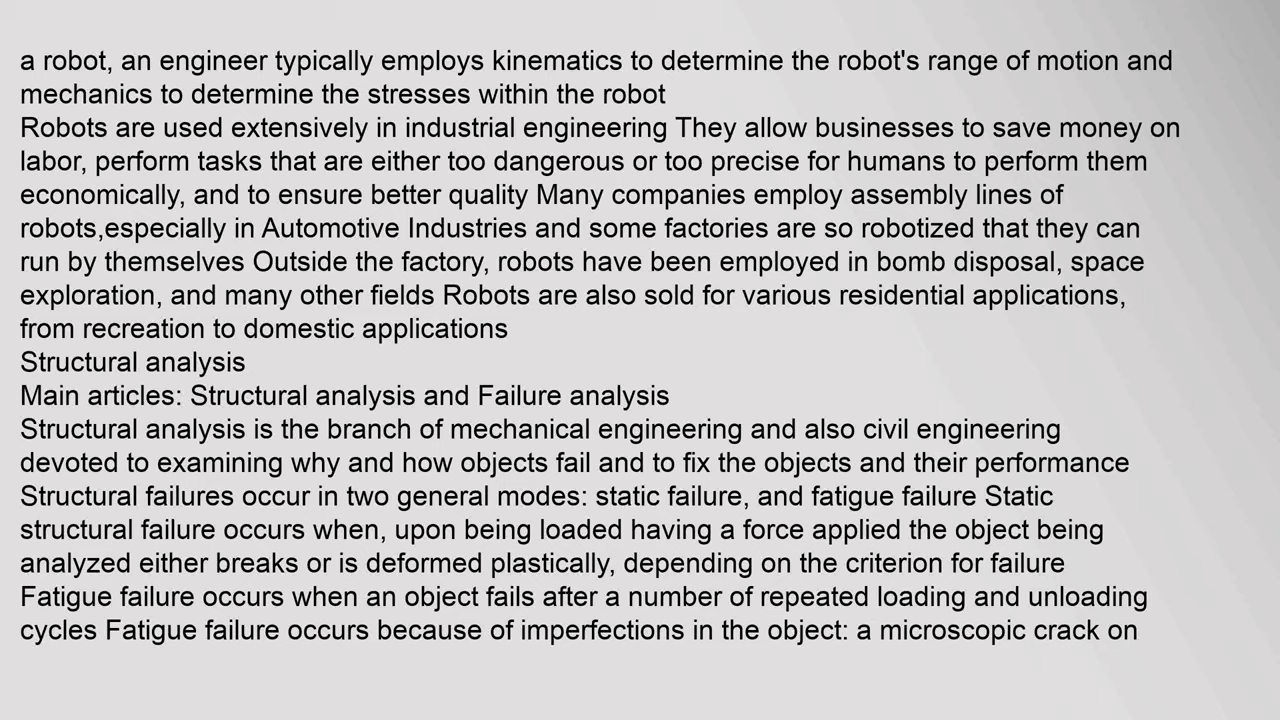 a robot, an engineer typically employs kinematics to determine the robot's range of motion and
mechanics to determine the stresses within the robot
Robots are used extensively in industrial engineering They allow businesses to save money on
labor, perform tasks that are either too dangerous or too precise for humans to perform them
economically, and to ensure better quality Many companies employ assembly lines of
robots,especially in Automotive Industries and some factories are so robotized that they can
run by themselves Outside the factory, robots have been employed in bomb disposal, space
exploration, and many other fields Robots are also sold for various residential applications,
from recreation to domestic applications
Structural analysis
Main articles: Structural analysis and Failure analysis
Structural analysis is the branch of mechanical engineering and also civil engineering
devoted to examining why and how objects fail and to fix the objects and their performance
Structural failures occur in two general modes: static failure, and fatigue failure Static
structural failure occurs when, upon being loaded having a force applied the object being
analyzed either breaks or is deformed plastically, depending on the criterion for failure
Fatigue failure occurs when an object fails after a number of repeated loading and unloading
cycles Fatigue failure occurs because of imperfections in the object: a microscopic crack on